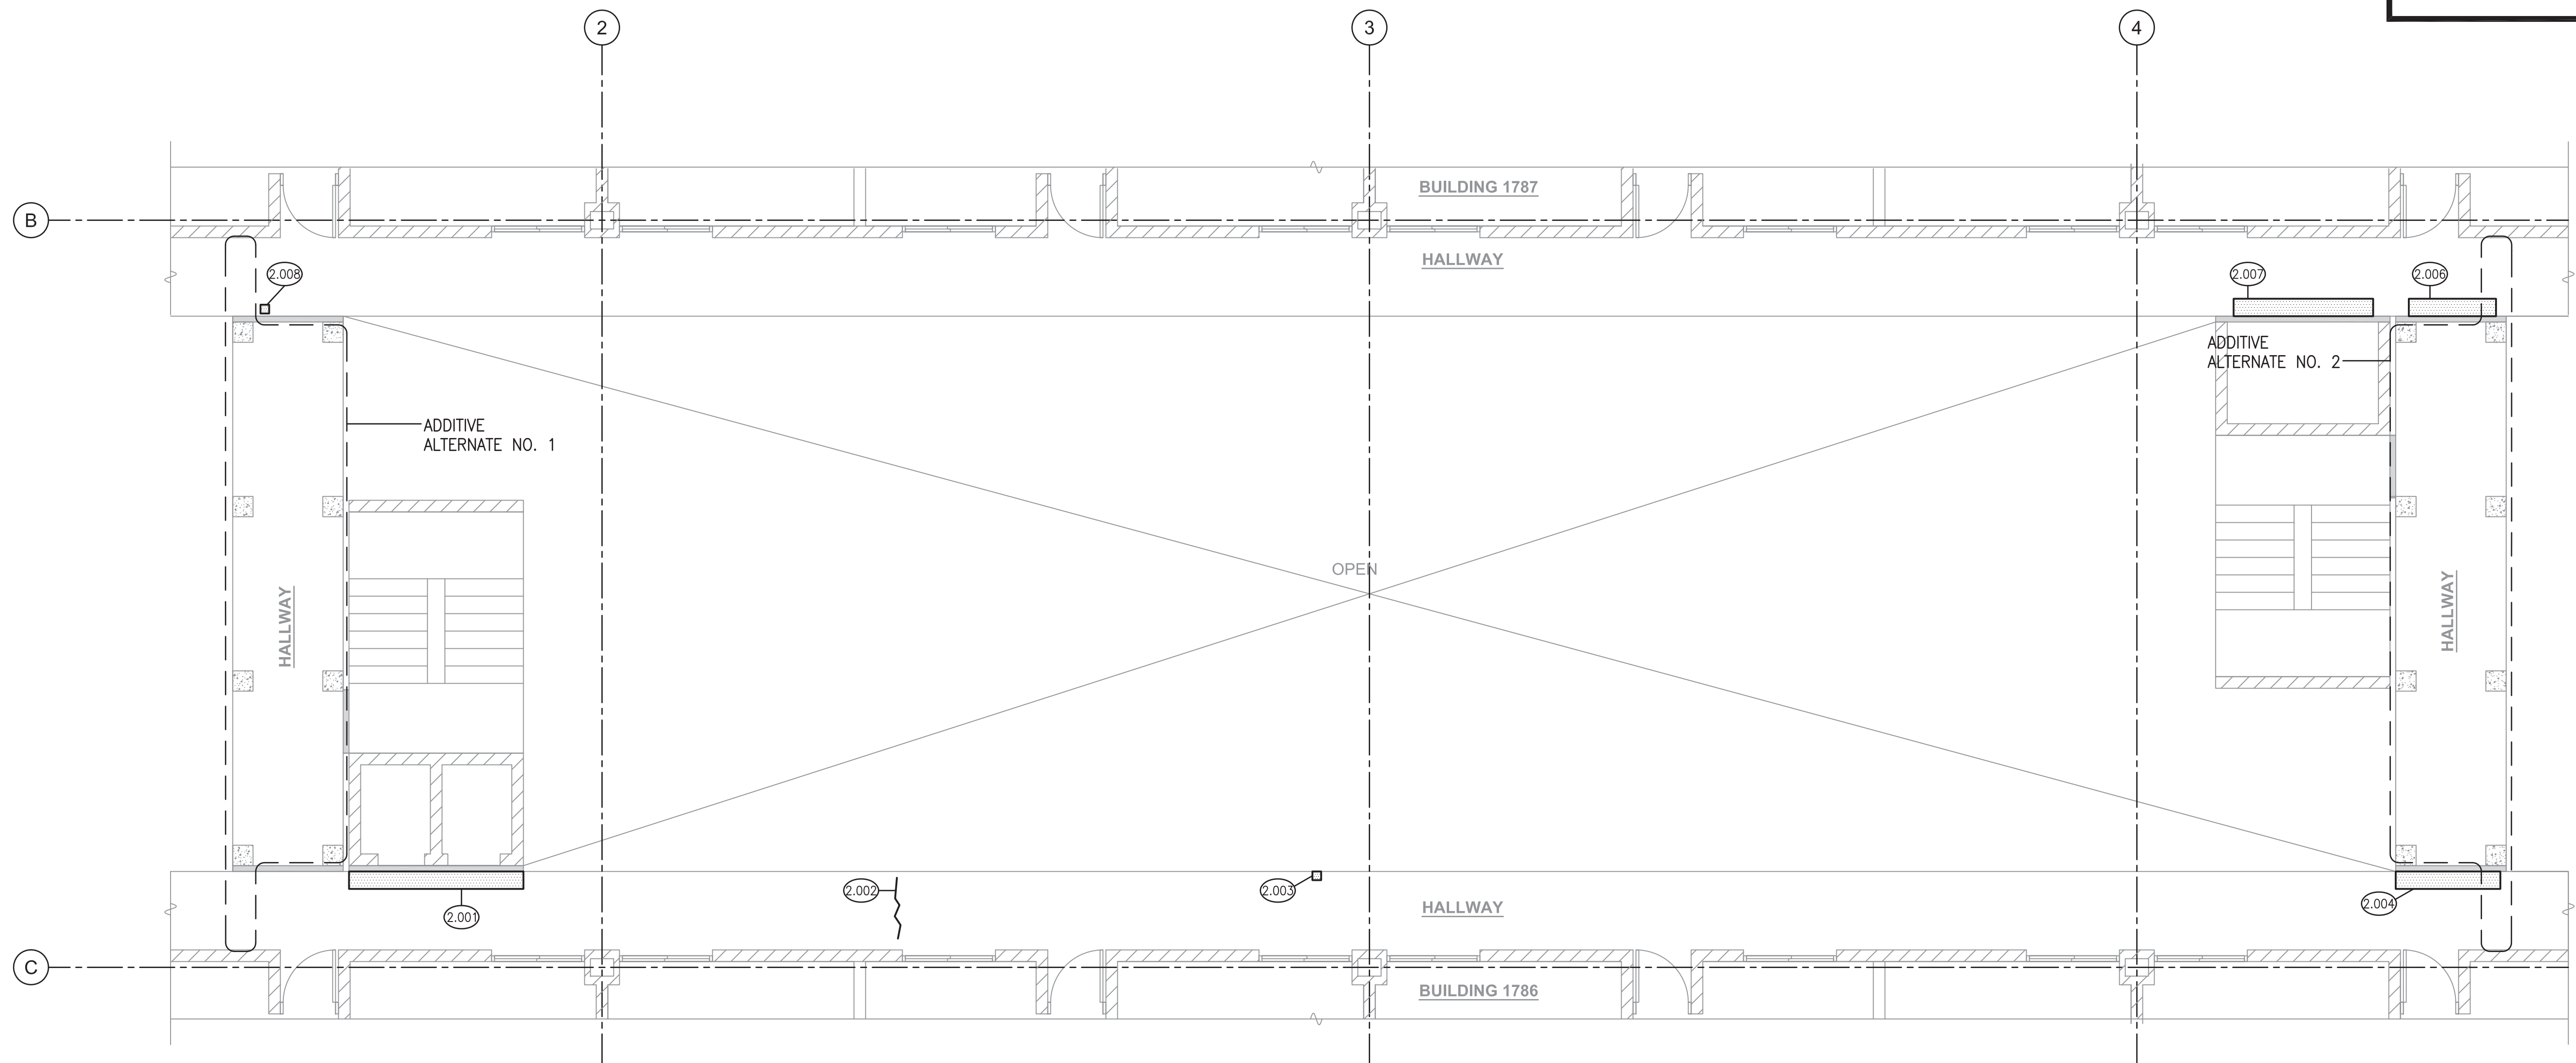 2
3
4
BUILDING 1787
B
HALLWAY
2.008
2.007
2.006
ADDITIVE
ALTERNATE NO. 2
ADDITIVE
ALTERNATE NO. 1
OPEN
HALLWAY
HALLWAY
2.002
2.003
2.004
2.001
HALLWAY
C
BUILDING 1786